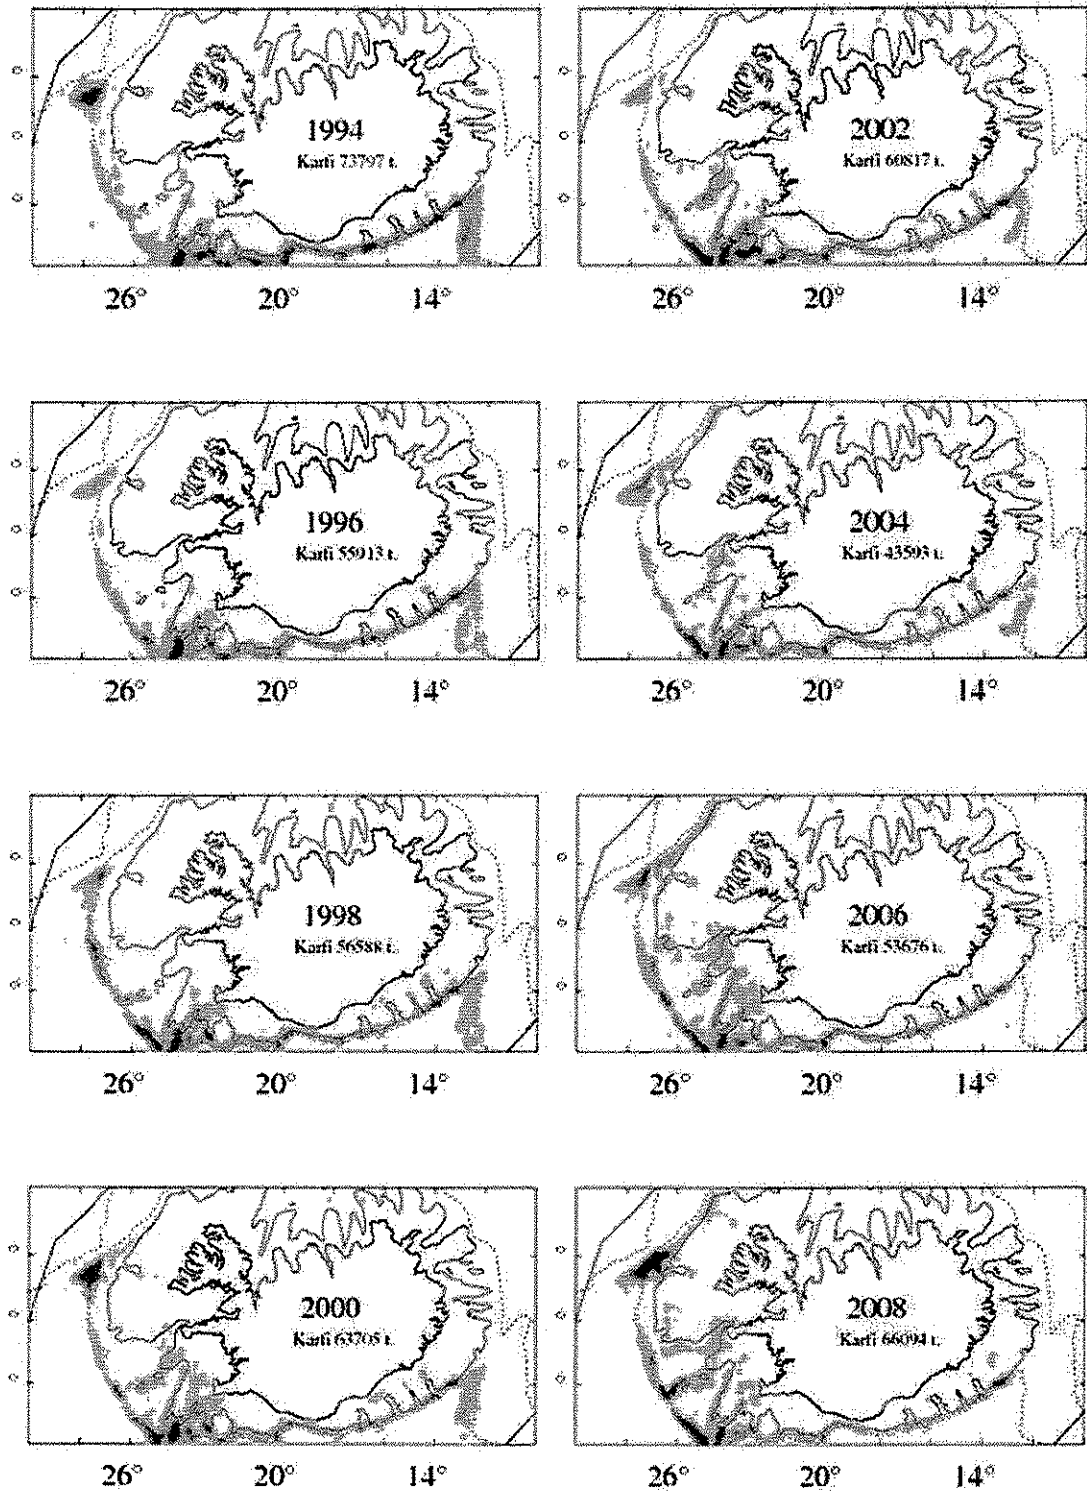 1994
Karfi 73797 t.
26° 20° 14°
2002
Karfi 60817 t.
26° 20° 14°
1996
Karfi 55913 t.
26° 20° 14°
2004
Karfi 43593 t.
26° 20° 14°
1998
Karfi 56588 t.
26° 20° 14°
2006
Karfi 53676 t.
26° 20° 14°
2000
Karfi 63705 t.
26° 20° 14°
2008
Karfi 66094 t.
26° 20° 14°